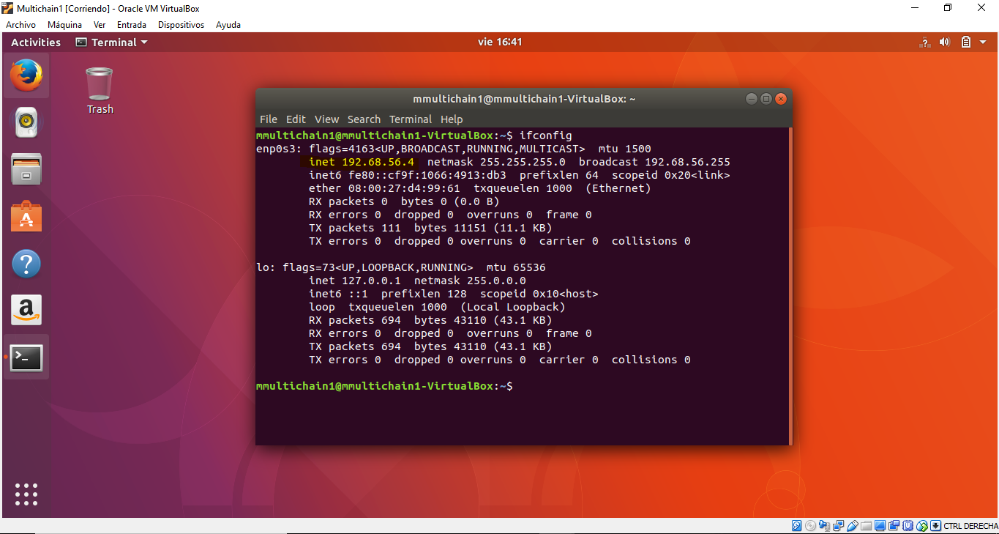 Multichain1 [Corriendo] - Oracle VM VirtualBox
Archivo Máquina Ver Entrada Dispositivos Ayuda
Activities Terminal vie 16:41
Trash
mmultichain1@mmultichain1-VirtualBox: ~
File Edit View Search Terminal Help
mmultichain1@mmultichain1-VirtualBox:~$ ifconfig
enp0s3: flags=4163<UP,BROADCAST,RUNNING,MULTICAST>  mtu 1500
        inet 192.68.56.4  netmask 255.255.255.0  broadcast 192.68.56.255
        inet6 fe80::cf9f:1066:4913:db3  prefixlen 64  scopeid 0x20<link>
        ether 08:00:27:d4:99:61  txqueuelen 1000  (Ethernet)
        RX packets 0  bytes 0 (0.0 B)
        RX errors 0  dropped 0  overruns 0  frame 0
        TX packets 111  bytes 11151 (11.1 KB)
        TX errors 0  dropped 0 overruns 0  carrier 0  collisions 0
lo: flags=73<UP,LOOPBACK,RUNNING>  mtu 65536
        inet 127.0.0.1  netmask 255.0.0.0
        inet6 ::1  prefixlen 128  scopeid 0x10<host>
        loop  txqueuelen 1000  (Local Loopback)
        RX packets 694  bytes 43110 (43.1 KB)
        RX errors 0  dropped 0  overruns 0  frame 0
        TX packets 694  bytes 43110 (43.1 KB)
        TX errors 0  dropped 0 overruns 0  carrier 0  collisions 0
mmultichain1@mmultichain1-VirtualBox:~$
CTRL DERECHA